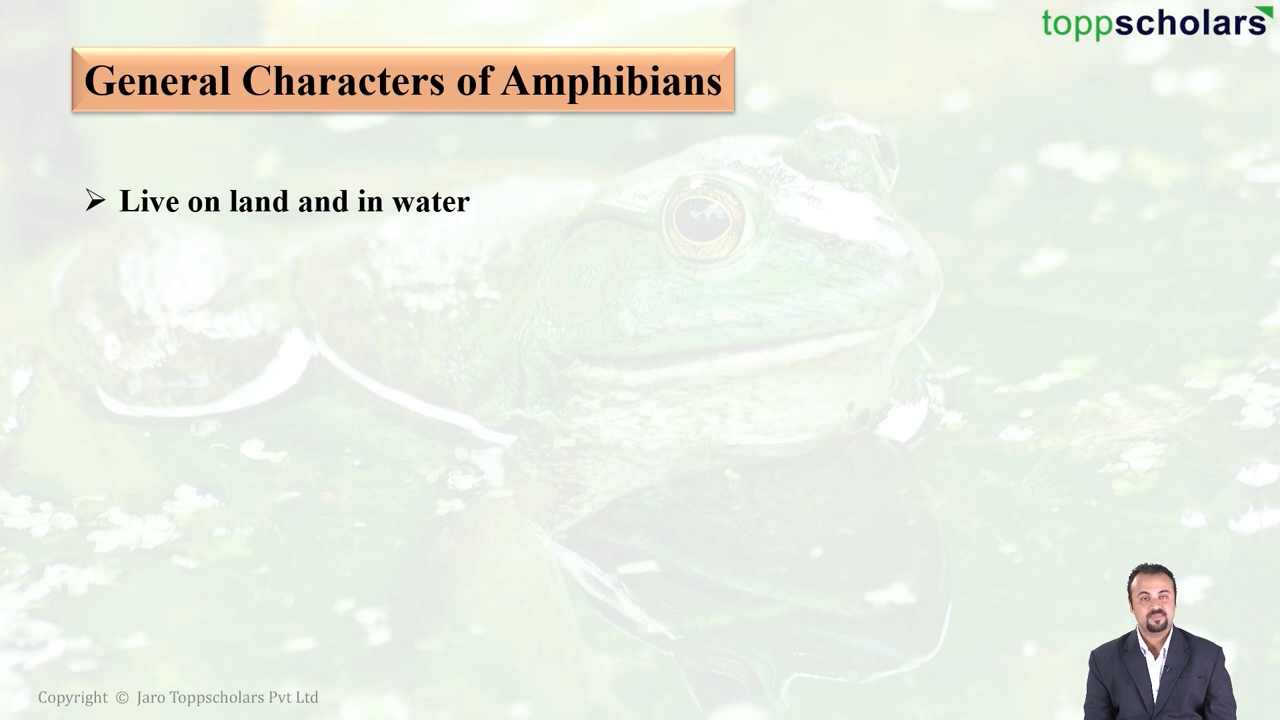 toppscholars
General Characters of Amphibians
➢ Live on land and in water
Copyright © Jaro Toppscholars Pvt Ltd